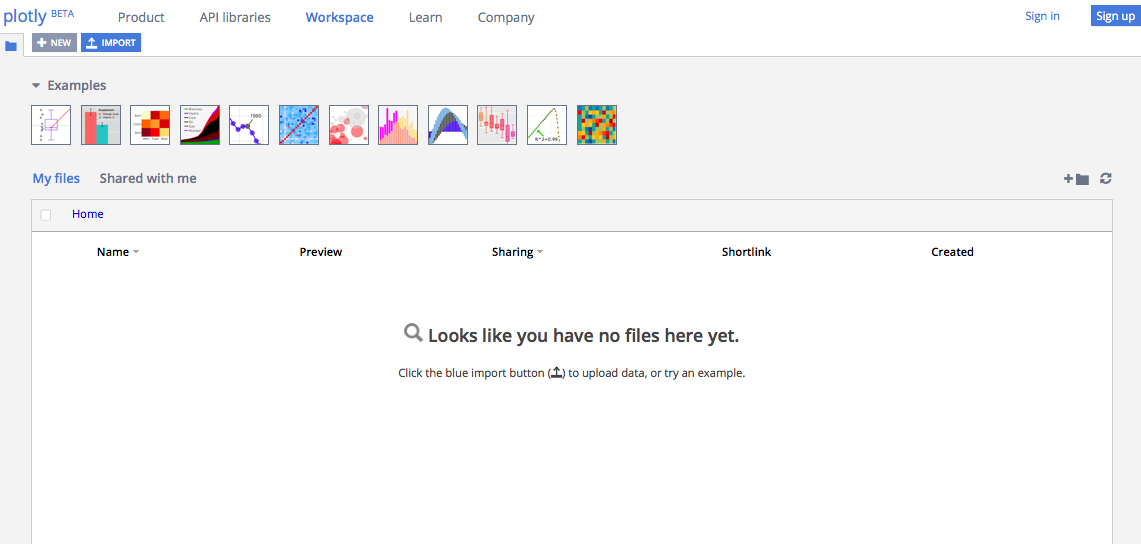 plotly BETA Product API libraries Workspace Learn Company Sign in Sign up
NEW IMPORT
Examples
1980
R^2=0.99
My files Shared with me
Home
Name Preview Sharing Shortlink Created
Looks like you have no files here yet.
Click the blue import button () to upload data, or try an example.